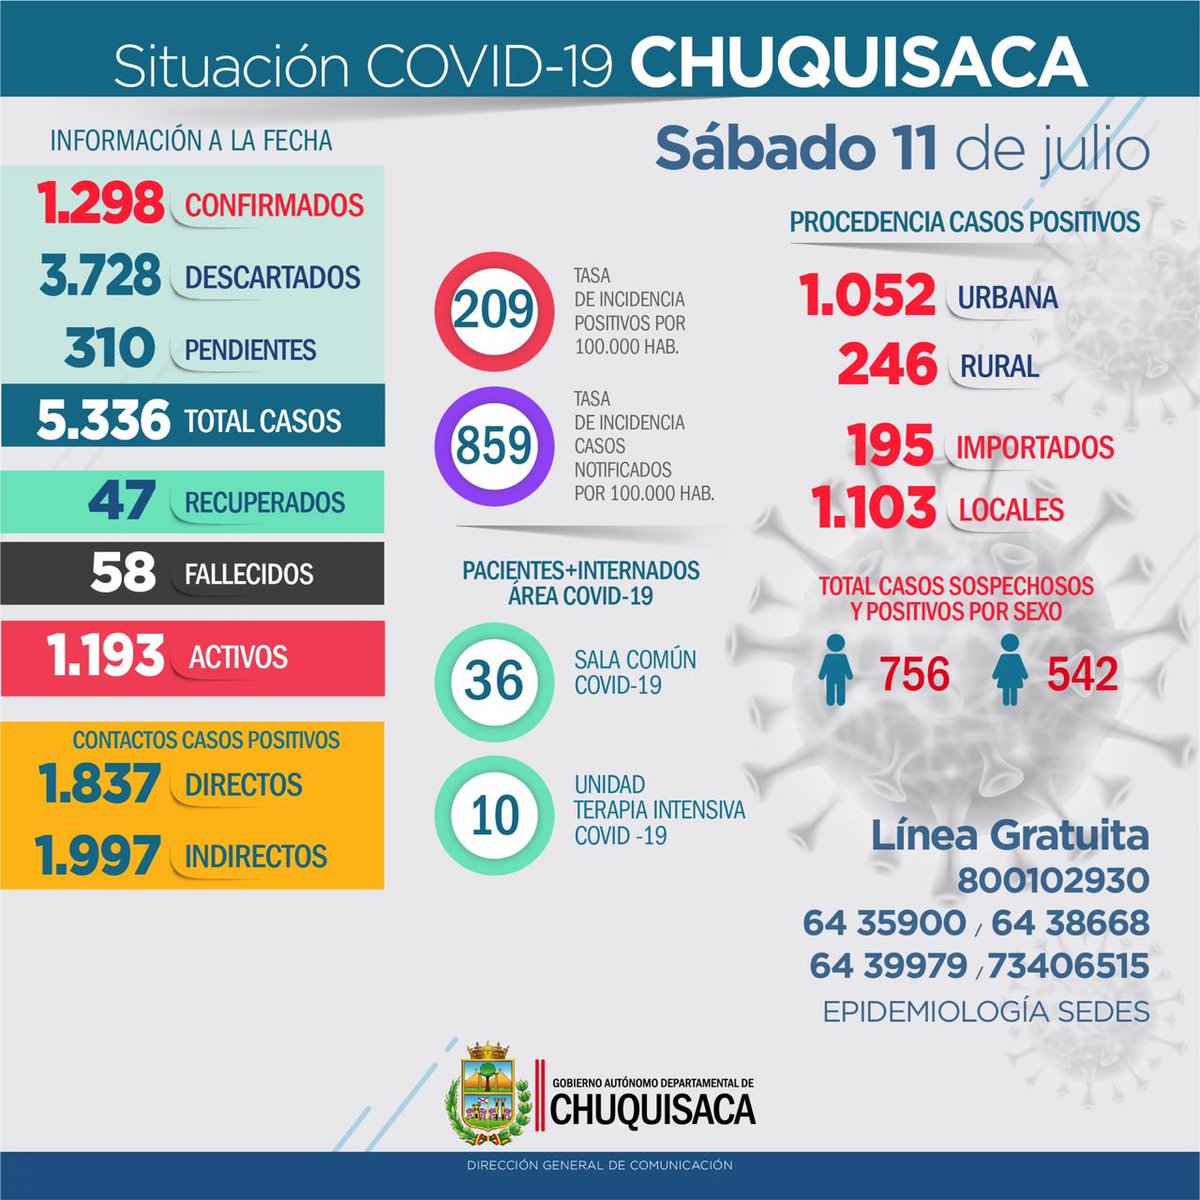 Situación COVID-19 CHUQUISACA
INFORMACIÓN A LA FECHA
1.298 CONFIRMADOS
3.728 DESCARTADOS
310 PENDIENTES
5.336 TOTAL CASOS
47 RECUPERADOS
58 FALLECIDOS
1.193 ACTIVOS
CONTACTOS CASOS POSITIVOS
1.837 DIRECTOS
1.997 INDIRECTOS
209
TASA
DE INCIDENCIA
POSITIVOS POR
100.000 HAB.
859
TASA
DE INCIDENCIA
CASOS
NOTIFICADOS
POR 100.000 HAB.
PACIENTES+INTERNADOS
ÁREA COVID-19
36
SALA COMÚN
COVID-19
10
UNIDAD
TERAPIA INTENSIVA
COVID -19
Sábado 11 de julio
PROCEDENCIA CASOS POSITIVOS
1.052 URBANA
246 RURAL
195 IMPORTADOS
1.103 LOCALES
TOTAL CASOS SOSPECHOSOS
Y POSITIVOS POR SEXO
756 542
Línea Gratuita
800102930
64 35900 / 64 38668
64 39979 / 73406515
EPIDEMIOLOGÍA SEDES
GOBIERNO AUTÓNOMO DEPARTAMENTAL DE
CHUQUISACA
DIRECCIÓN GENERAL DE COMUNICACIÓN